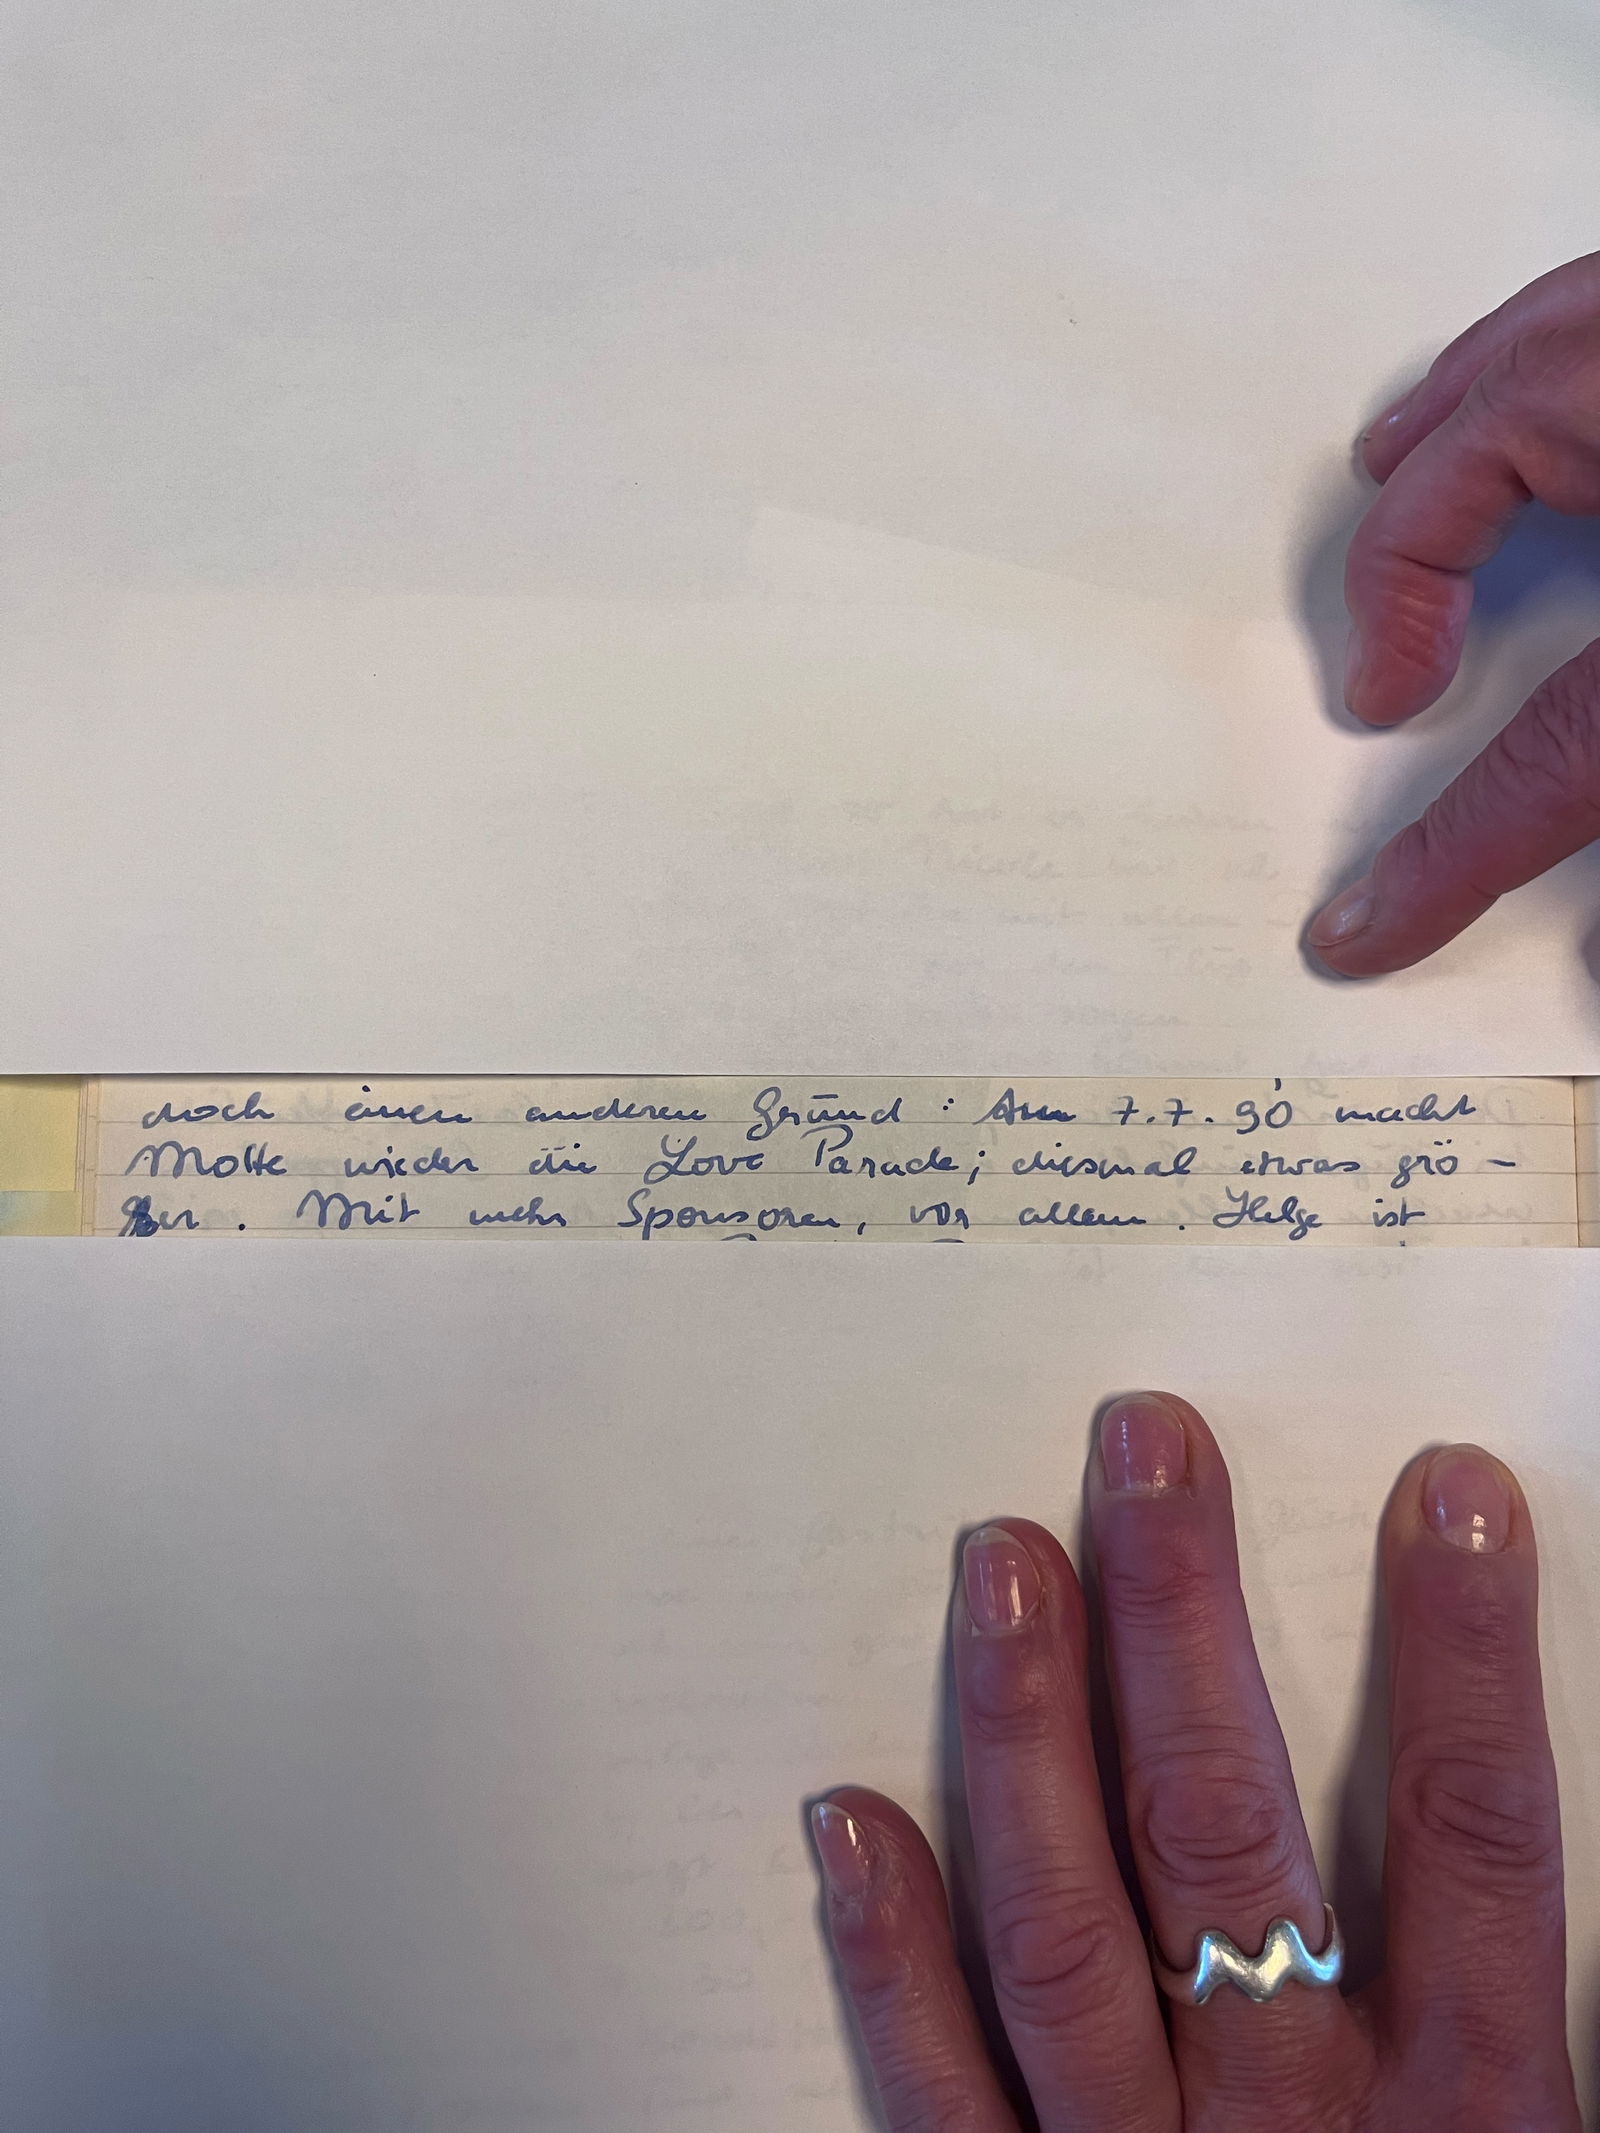 noch einen anderen Grund: Am 7.7.90 macht
Motte wieder die Love Parade; diesmal etwas grö-
ßer. Mit mehr Sponsoren, vor allem. Helge ist